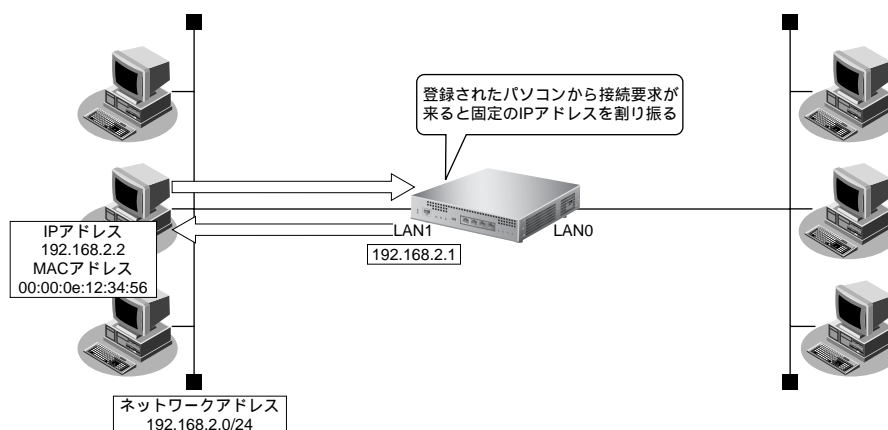 登録されたパソコンから接続要求が
来ると固定のIPアドレスを割り振る
IPアドレス
192.168.2.2
MACアドレス
00:00:0e:12:34:56
LAN1
LAN0
192.168.2.1
ネットワークアドレス
192.168.2.0/24